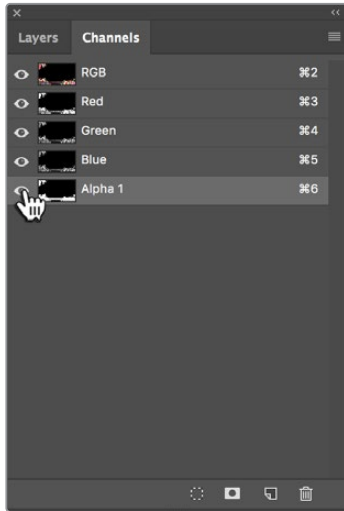 Layers Channels
RGB ⌘2
Red ⌘3
Green ⌘4
Blue ⌘5
Alpha 1 ⌘6